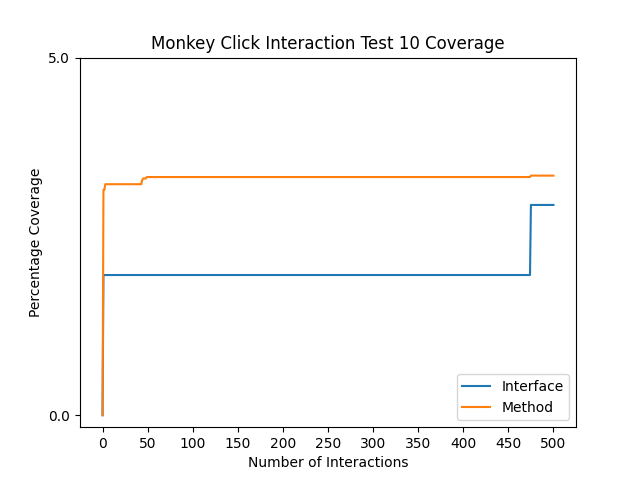 Monkey Click Interaction Test 10 Coverage
5.0
Percentage Coverage
0.0
Interface
Method
0 50 100 150 200 250 300 350 400 450 500
Number of Interactions